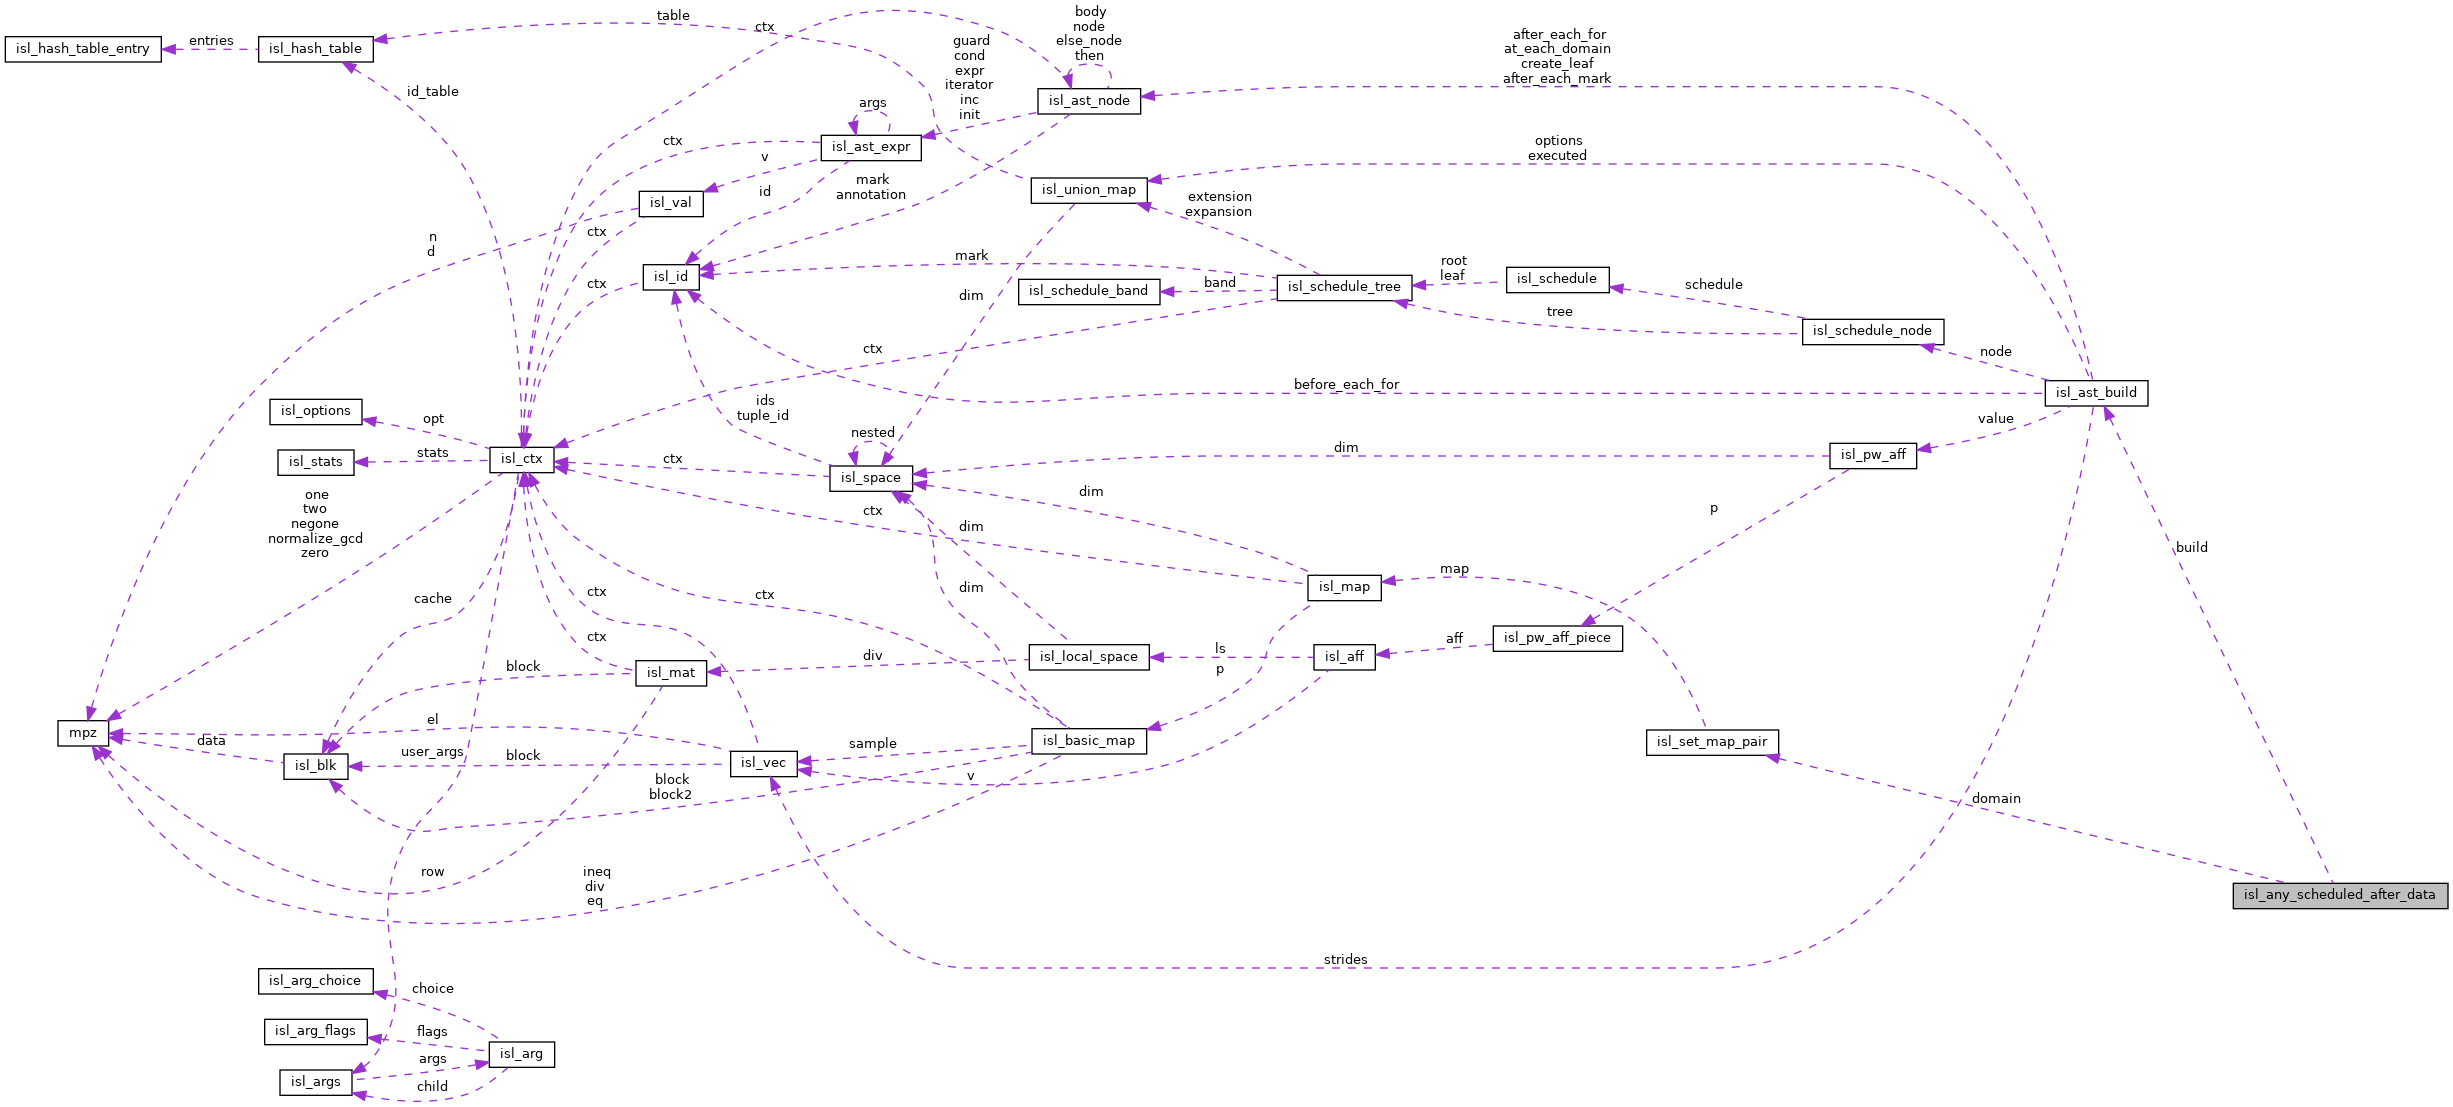 table
ctx
body
node
else_node
then
after_each_for
at_each_domain
create_leaf
after_each_mark
isl_hash_table_entry
entries
isl_hash_table
guard
cond
expr
iterator
inc
init
id_table
isl_ast_node
args
ctx
isl_ast_expr
options
executed
v
mark
annotation
id
isl_union_map
isl_val
extension
expansion
n
d
ctx
mark
isl_id
ctx
dim
isl_schedule_band
band
isl_schedule_tree
root
leaf
isl_schedule
schedule
tree
isl_schedule_node
ctx
node
before_each_for
isl_ast_build
ids
tuple_id
isl_options
opt
value
nested
dim
isl_pw_aff
isl_stats
stats
isl_ctx
ctx
isl_space
dim
one
two
negone
normalize_gcd
zero
ctx
p
dim
build
map
isl_map
cache
ctx
ctx
dim
ctx
aff
isl_pw_aff_piece
block
isl_mat
div
isl_local_space
ls
p
isl_aff
el
mpz
data
user_args
isl_blk
block
isl_vec
sample
isl_basic_map
isl_set_map_pair
block
block2
v
domain
row
ineq
div
eq
isl_any_scheduled_after_data
strides
isl_arg_choice
choice
isl_arg_flags
flags
isl_arg
args
isl_args
child